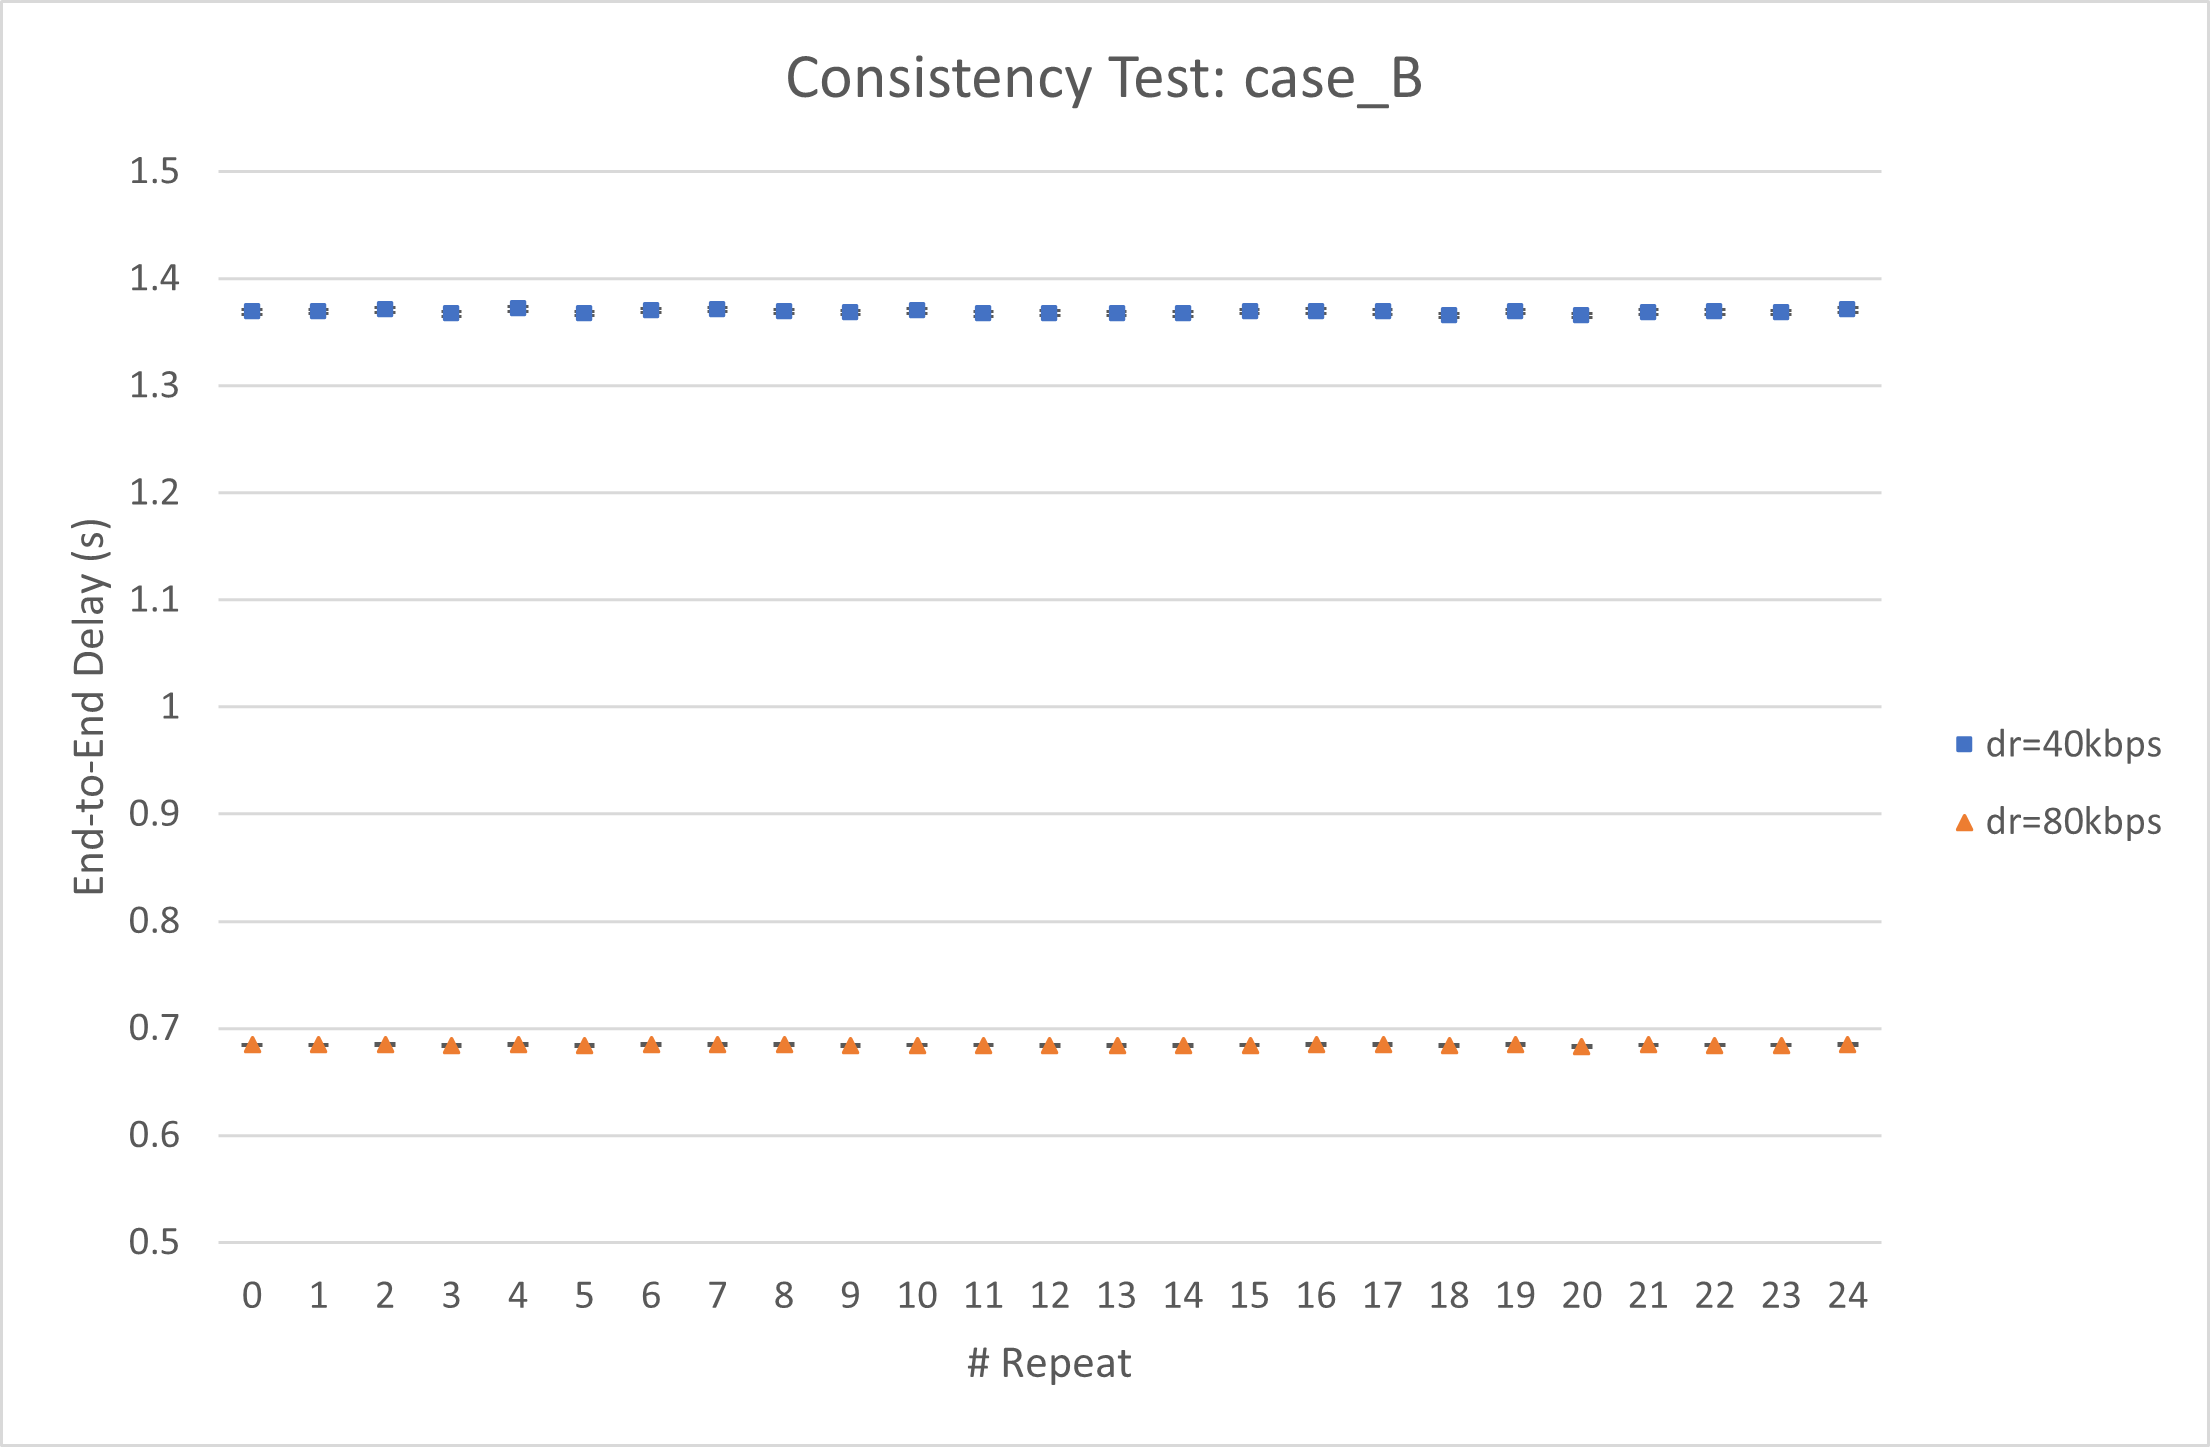 Consistency Test: case_B
1.5
1.4
1.3
1.2
1.1
1
0.9
0.8
0.7
0.6
0.5
End-to-End Delay (s)
0 1 2 3 4 5 6 7 8 9 10 11 12 13 14 15 16 17 18 19 20 21 22 23 24
# Repeat
dr=40kbps
dr=80kbps